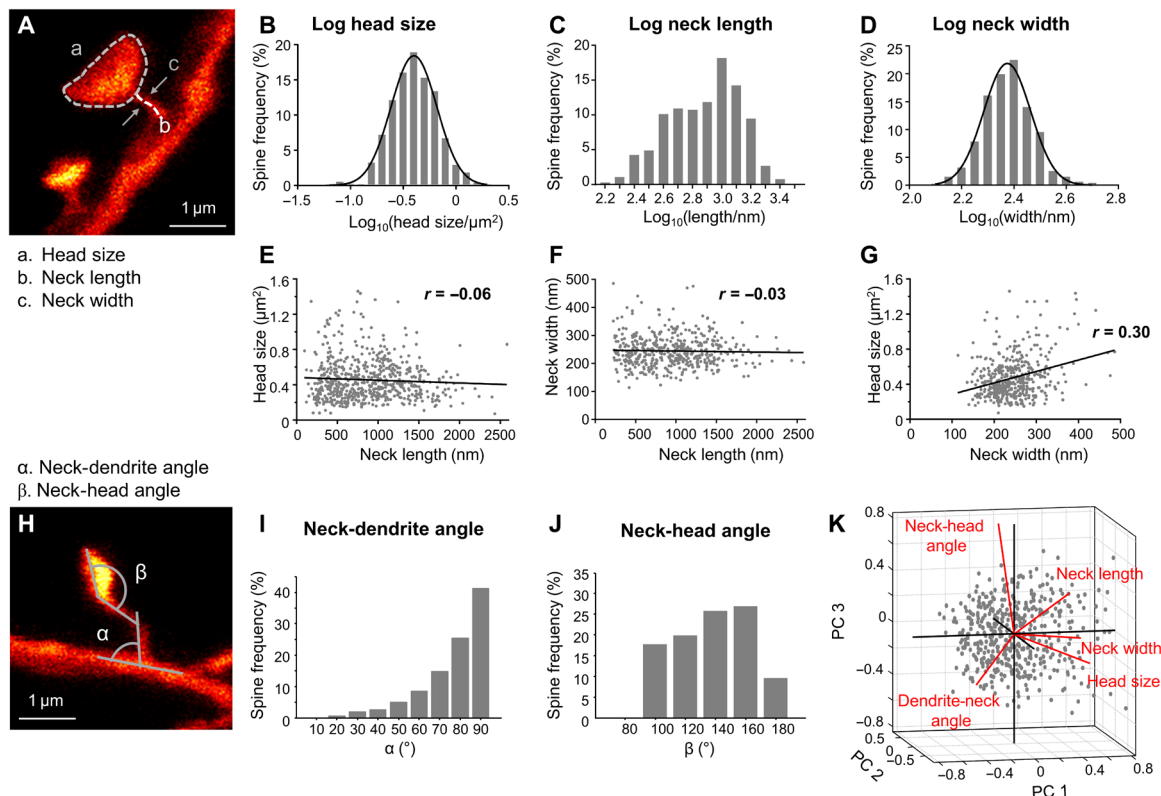 A
a
c
b
1 µm
a. Head size
b. Neck length
c. Neck width
B
Log head size
Spine frequency (%)
20
15
10
5
0
−1.5 −1.0 −0.5 0 0.5
Log10(head size/µm2)
C
Log neck length
Spine frequency (%)
20
15
10
5
0
2.2 2.4 2.6 2.8 3.0 3.2 3.4
Log10(length/nm)
D
Log neck width
Spine frequency (%)
25
20
15
10
5
0
2.0 2.2 2.4 2.6 2.8
Log10(width/nm)
E
r = −0.06
Head size (µm2)
1.6
1.2
0.8
0.4
0
0 500 1000 1500 2000 2500
Neck length (nm)
F
r = −0.03
Neck width (nm)
500
400
300
200
100
0
0 500 1000 1500 2000 2500
Neck length (nm)
G
r = 0.30
Head size (µm2)
1.6
1.2
0.8
0.4
0
0 100 200 300 400 500
Neck width (nm)
α. Neck-dendrite angle
β. Neck-head angle
H
β
α
1 µm
I
Neck-dendrite angle
Spine frequency (%)
40
30
20
10
0
10 20 30 40 50 60 70 80 90
α (°)
J
Neck-head angle
Spine frequency (%)
30
20
10
0
80 100 120 140 160 180
β (°)
K
0.8
0.4
0
−0.4
−0.8
PC 3
Neck-head
angle
Neck length
Neck width
Head size
Dendrite-neck
angle
0.5
0
−0.5
PC 2
−0.8 −0.4 0 0.4 0.8
PC 1